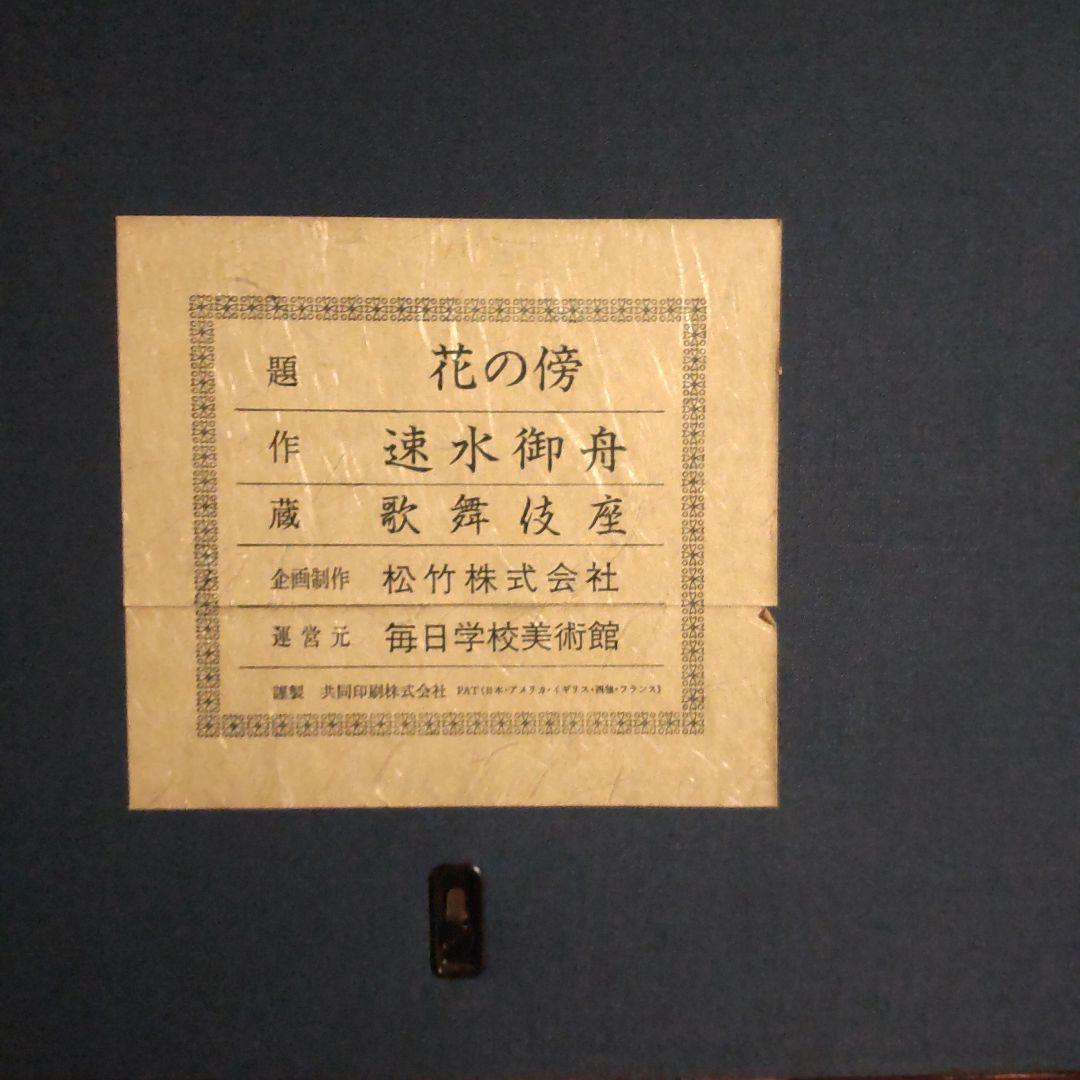 題 花の傍
作 速水御舟
蔵 歌舞伎座
企画制作 松竹株式会社
運営元 毎日学校美術館
謹製 共同印刷株式会社 PAT(日本・アメリカ・イギリス・西独・フランス)